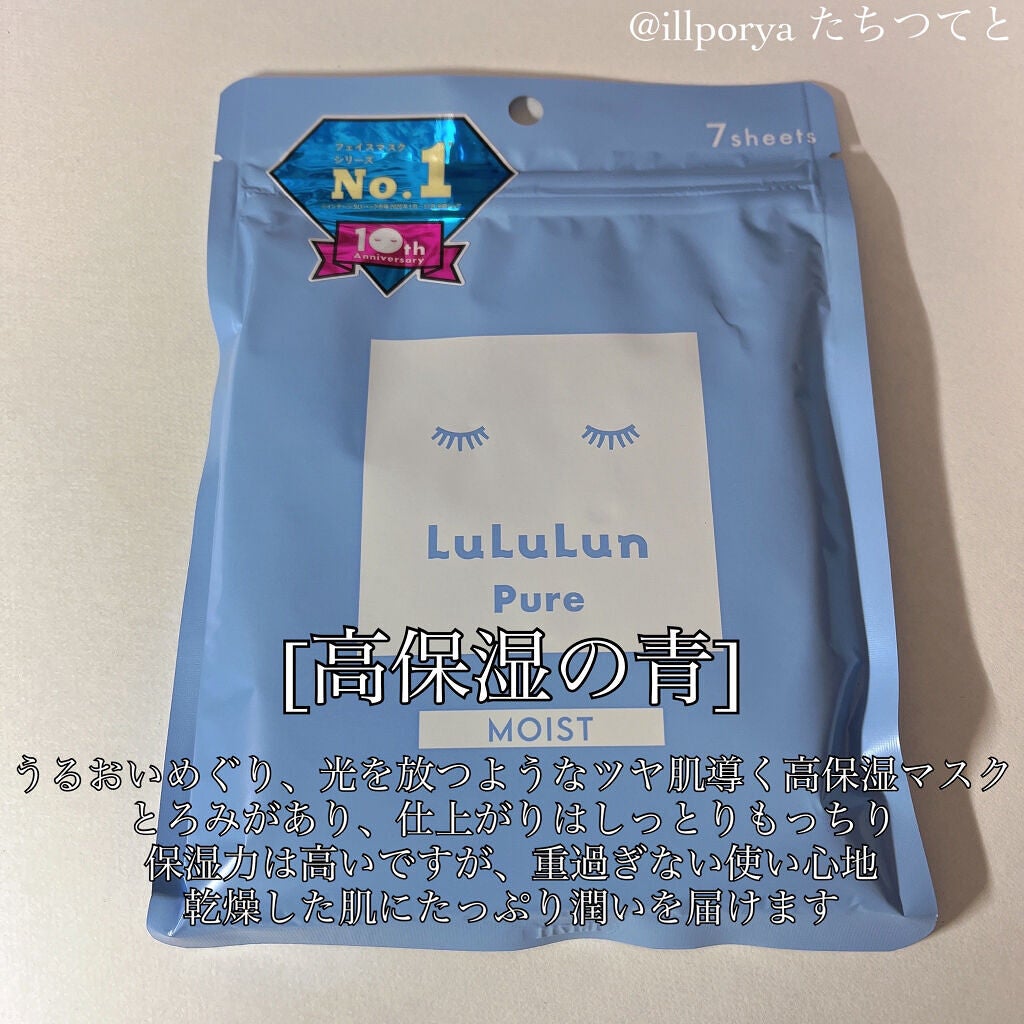 @illporya たちつてと
7sheets
フェイスマスク
シリーズ
No.1
10th
Anniversary
LuLuLun
Pure
[高保湿の青]
MOIST
うるおいめぐり、光を放つようなツヤ肌導く高保湿マスク
とろみがあり、仕上がりはしっとりもっちり
保湿力は高いですが、重過ぎない使い心地
乾燥した肌にたっぷり潤いを届けます